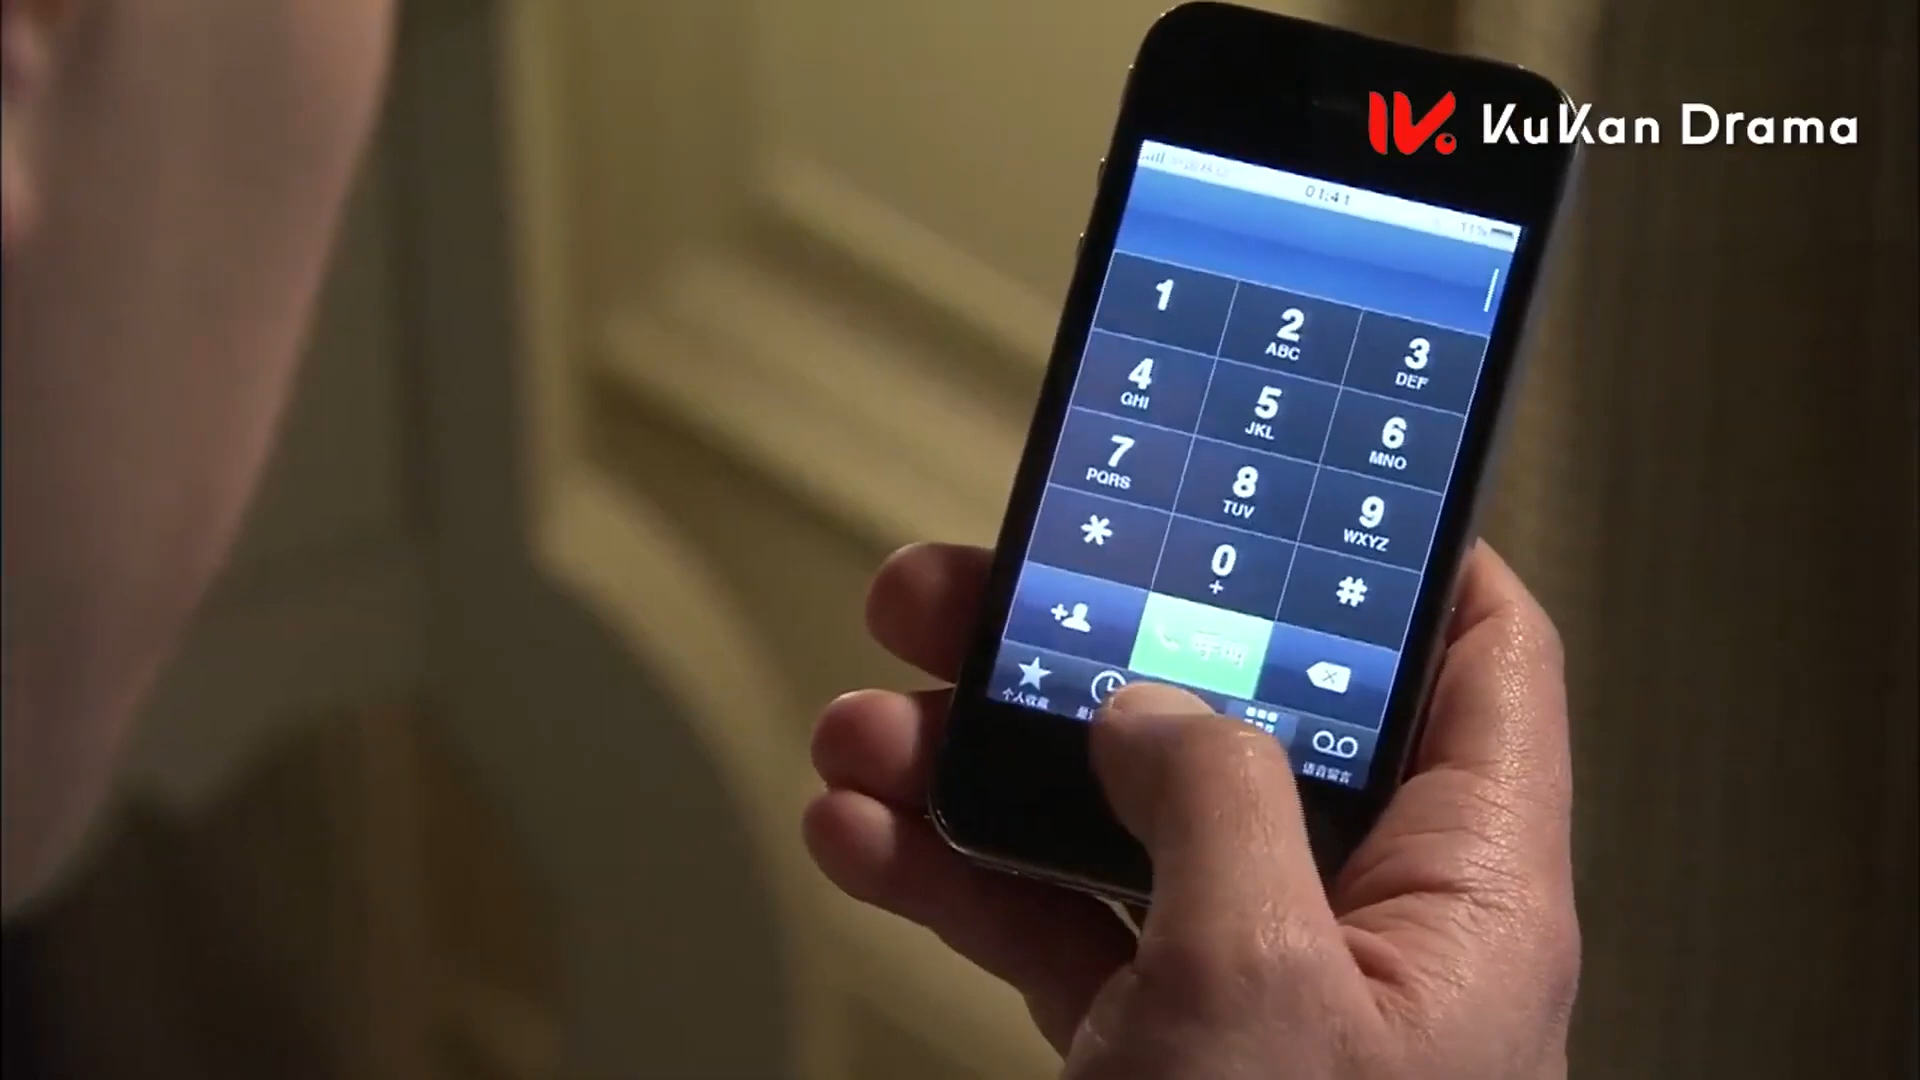 KuKan Drama
01:41
11%
1
2
ABC
3
DEF
4
GHI
5
JKL
6
MNO
7
PQRS
8
TUV
9
WXYZ
*
0
+
#
个人收藏
语音留言